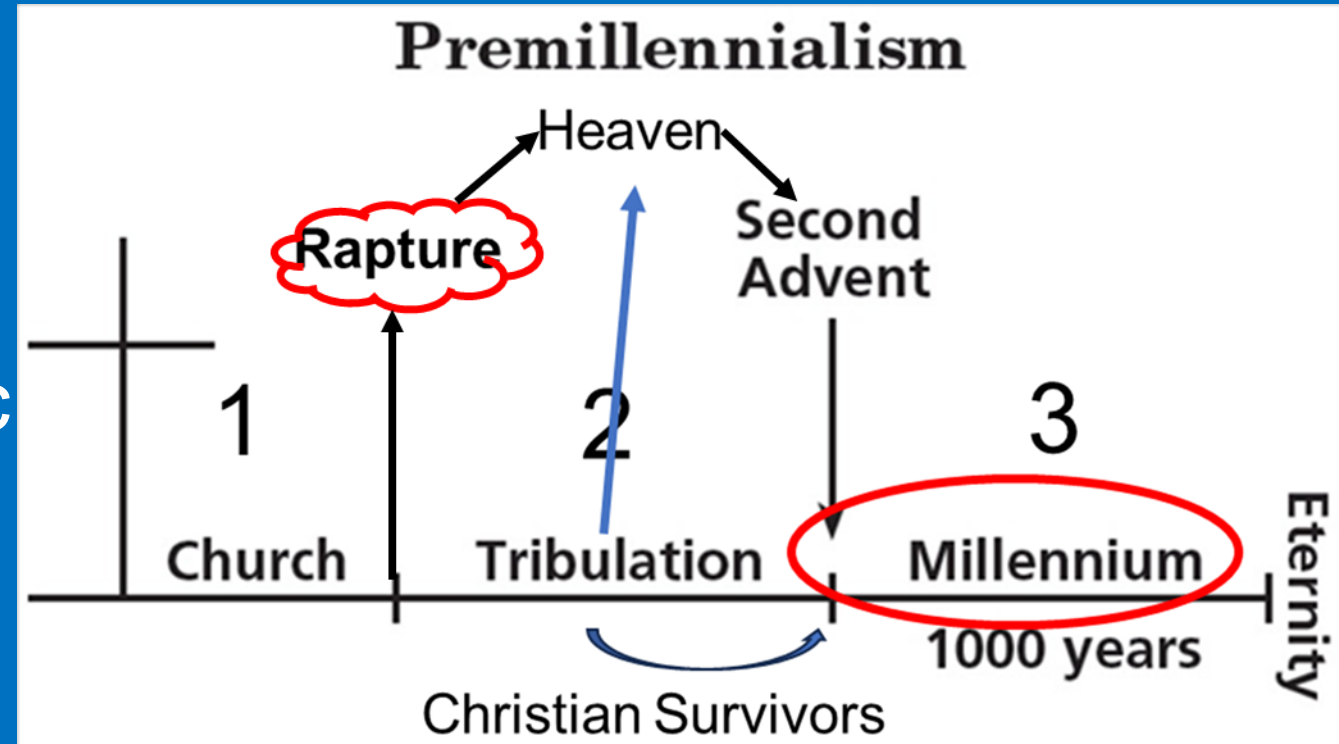 Premillennialism
Heaven
Rapture
Second
Advent
C
1
2
3
Church
Tribulation
Millennium
Eternity
1000 years
Christian Survivors